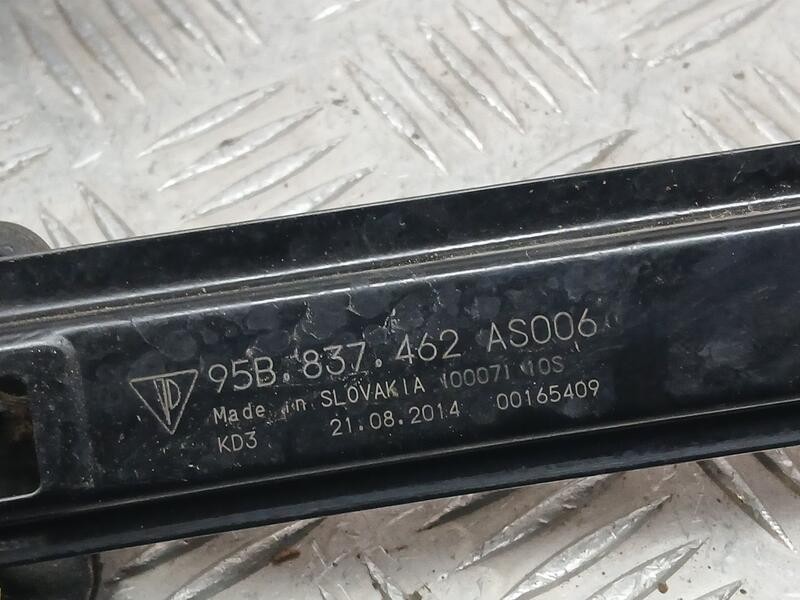 95B.837.462 AS006
Made in SLOVAKIA 100071 10S
KD3 21.08.2014 00165409